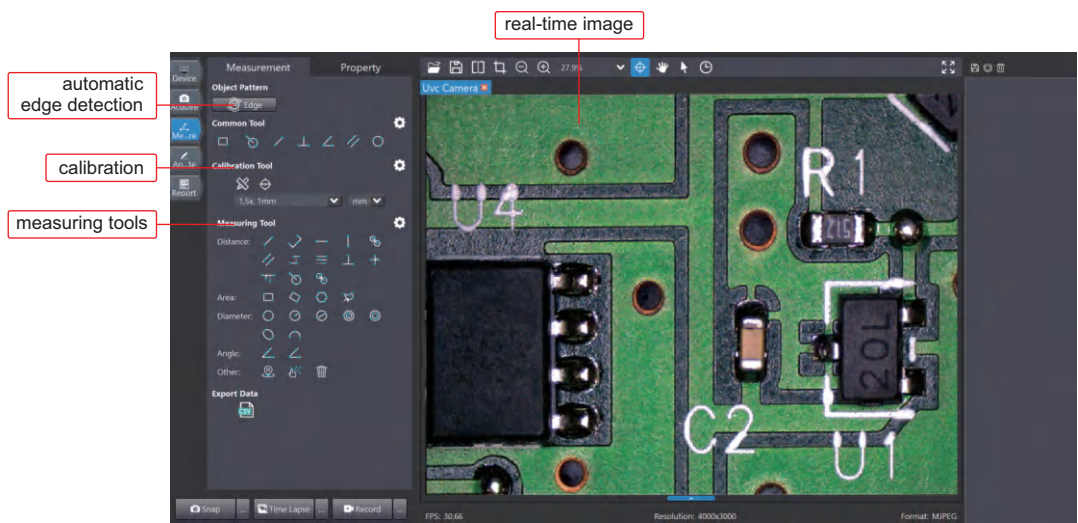 real-time image
automatic
edge detection
calibration
measuring tools
Device
Acquire
Me...re
An...te
Report
Measurement
Property
Object Pattern
Edge
Common Tool
Calibration Tool
1.5x, 1mm
mm
Measuring Tool
Distance:
Area:
Diameter:
Angle:
Other:
Export Data
CSV
Snap
...
Time Lapse
...
Record
...
27.9%
Uvc Camera
U4
R1
512
C2
20L
U1
FPS: 30.66
Resolution: 4000x3000
Format: MJPEG